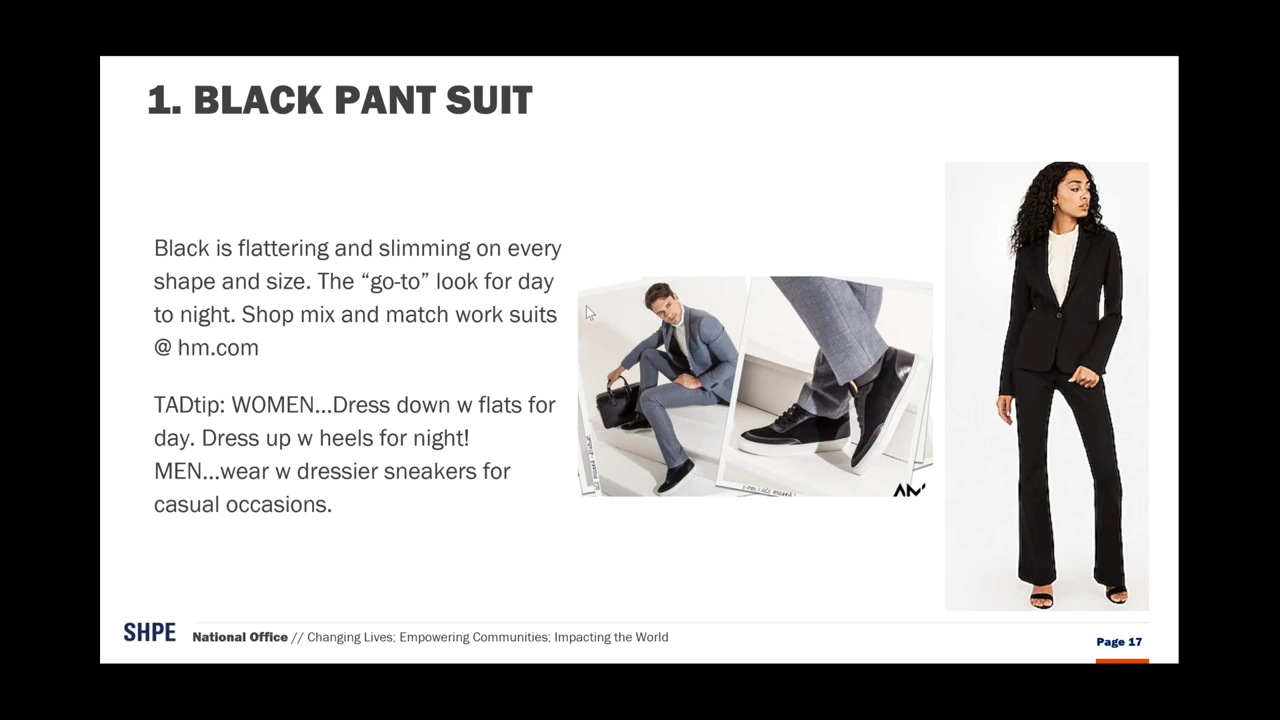 1. BLACK PANT SUIT
Black is flattering and slimming on every
shape and size. The “go-to” look for day
to night. Shop mix and match work suits
@ hm.com
TADtip: WOMEN...Dress down w flats for
day. Dress up w heels for night!
MEN...wear w dressier sneakers for
casual occasions.
SHPE
National Office // Changing Lives; Empowering Communities; Impacting the World
Page 17